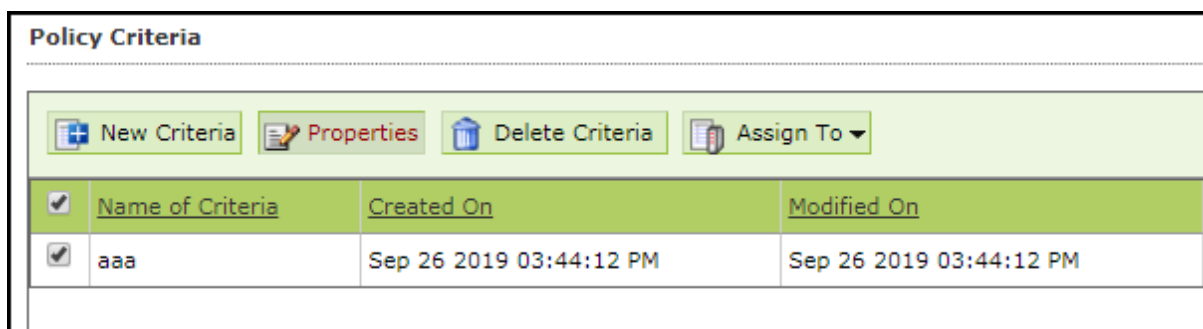 Policy Criteria
New Criteria Properties Delete Criteria Assign To
Name of Criteria Created On Modified On
aaa Sep 26 2019 03:44:12 PM Sep 26 2019 03:44:12 PM